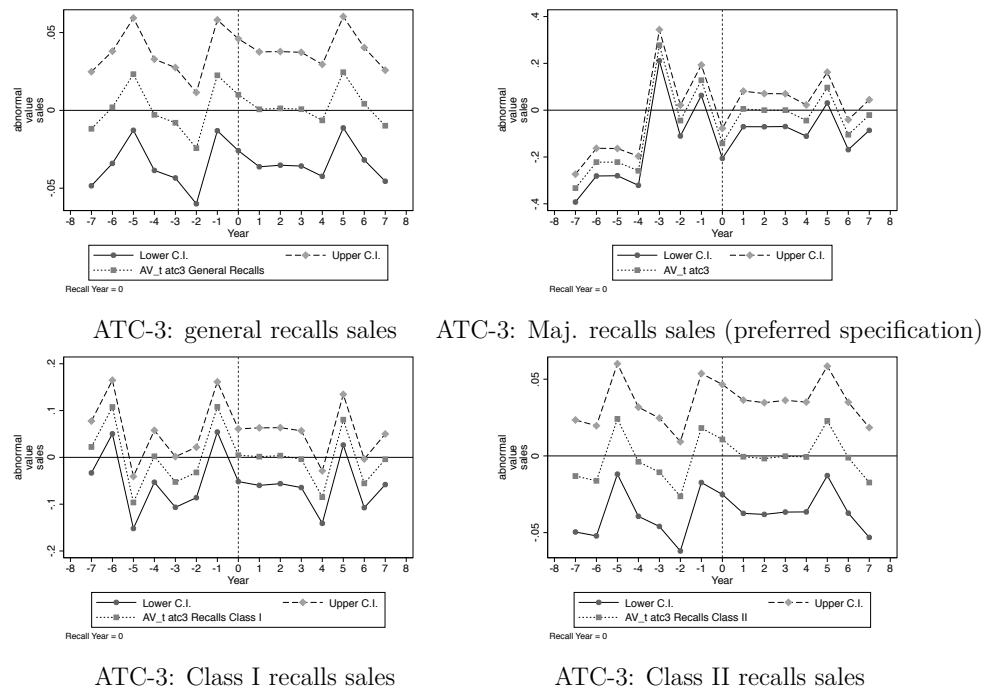 abnormal
value
sales
.05
0
-.05
-8 -7 -6 -5 -4 -3 -2 -1 0 1 2 3 4 5 6 7 8
Year
Lower C.I. Upper C.I.
AV_t atc3 General Recalls
Recall Year = 0
ATC-3: general recalls sales
abnormal
value
sales
.4
.2
0
-.2
-.4
-8 -7 -6 -5 -4 -3 -2 -1 0 1 2 3 4 5 6 7 8
Year
Lower C.I. Upper C.I.
AV_t atc3
Recall Year = 0
ATC-3: Maj. recalls sales (preferred specification)
abnormal
value
sales
.2
.1
0
-.1
-.2
-8 -7 -6 -5 -4 -3 -2 -1 0 1 2 3 4 5 6 7 8
Year
Lower C.I. Upper C.I.
AV_t atc3 Recalls Class I
Recall Year = 0
ATC-3: Class I recalls sales
abnormal
value
sales
.05
0
-.05
-8 -7 -6 -5 -4 -3 -2 -1 0 1 2 3 4 5 6 7 8
Year
Lower C.I. Upper C.I.
AV_t atc3 Recalls Class II
Recall Year = 0
ATC-3: Class II recalls sales